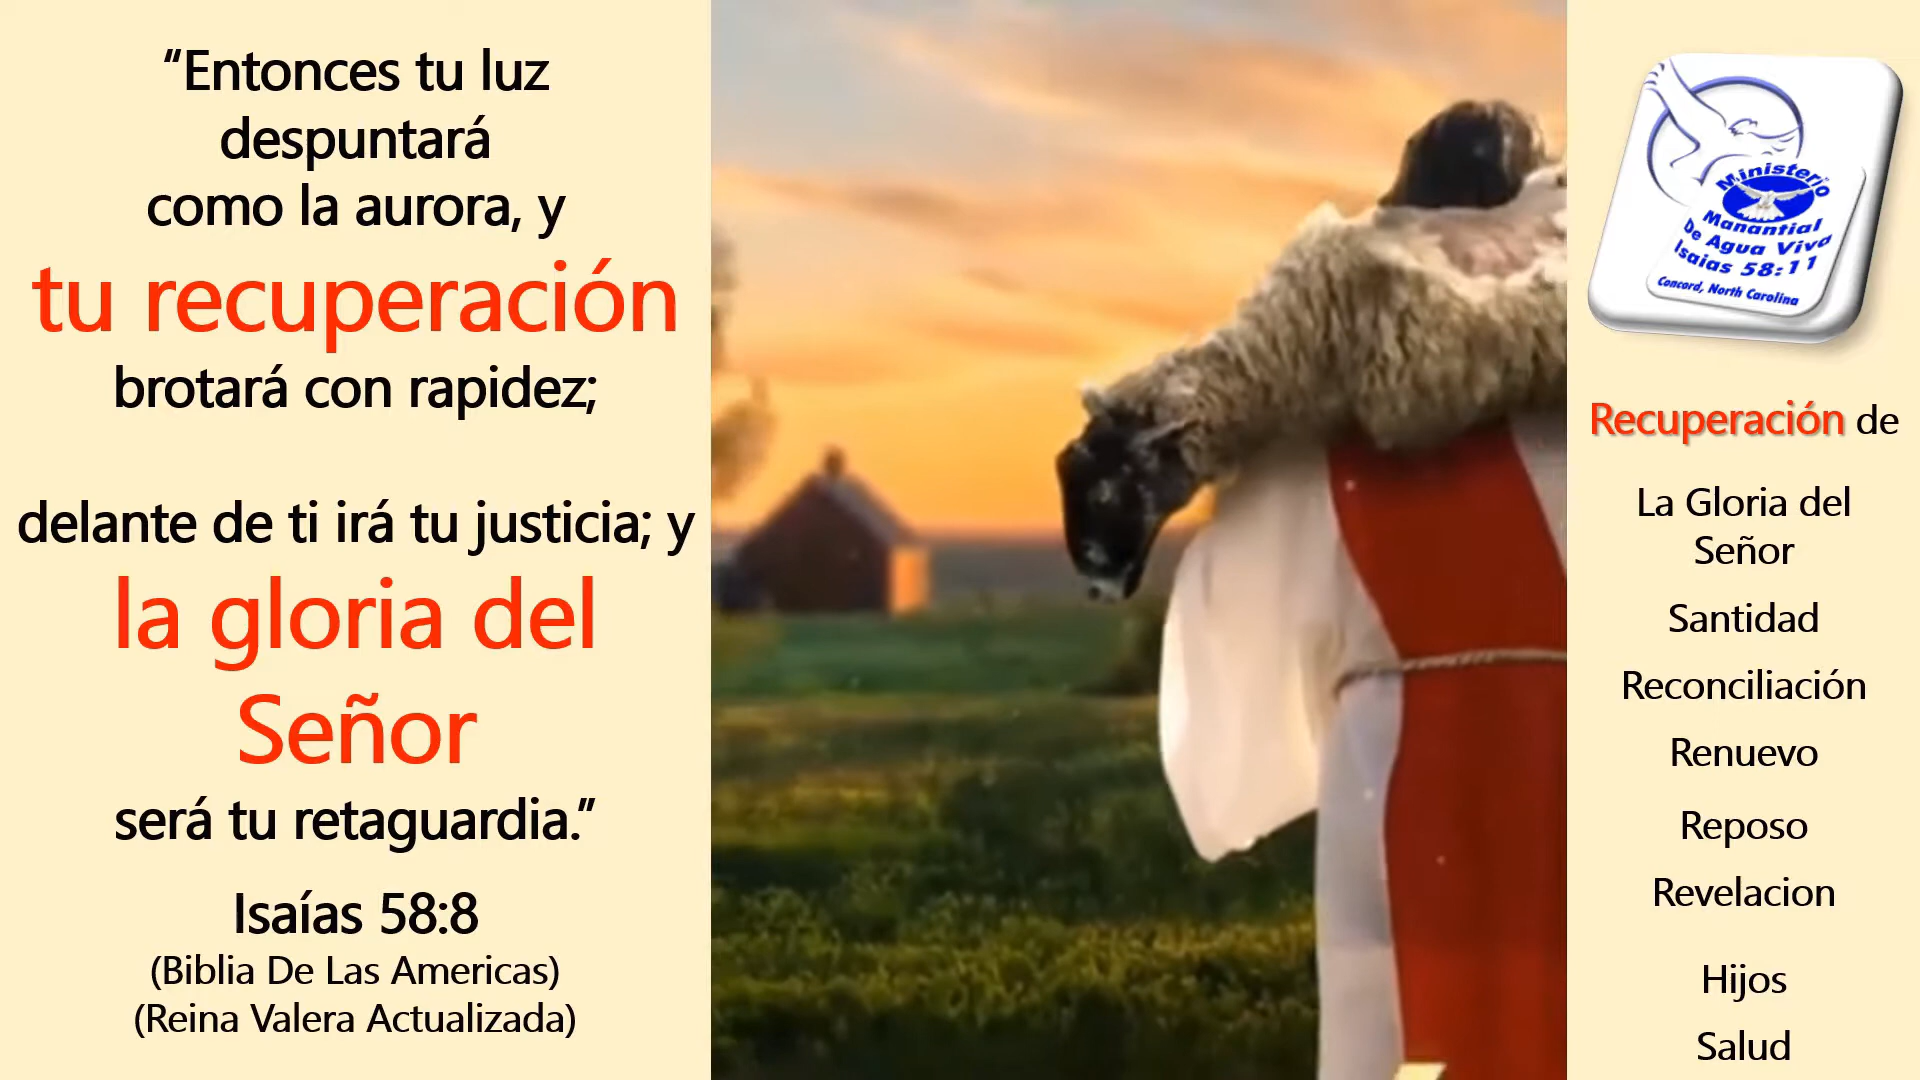 “Entonces tu luz
despuntará
como la aurora, y
tu recuperación
brotará con rapidez;
delante de ti irá tu justicia; y
la gloria del
Señor
será tu retaguardia.”
Isaías 58:8
(Biblia De Las Americas)
(Reina Valera Actualizada)
Ministerio
Manantial
De Agua Viva
Isaias 58:11
Concord, North Carolina
Recuperación de
La Gloria del
Señor
Santidad
Reconciliación
Renuevo
Reposo
Revelacion
Hijos
Salud